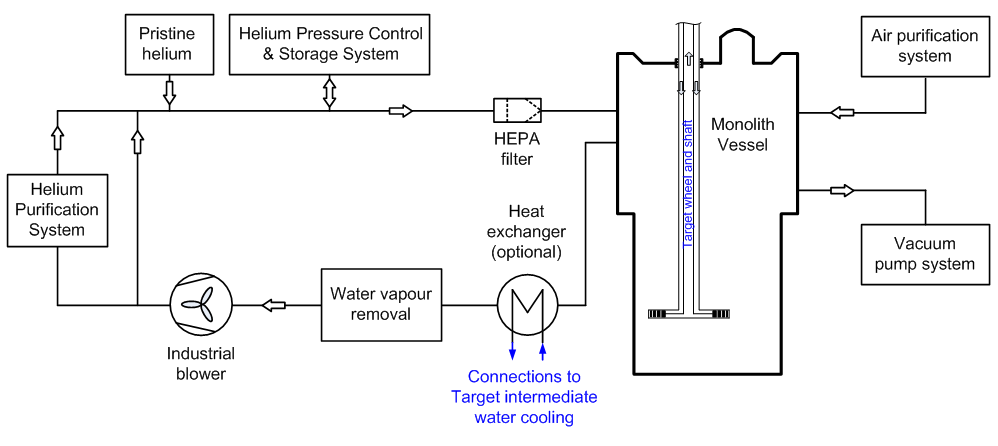 Pristine
helium
Helium Pressure Control
& Storage System
Air purification
system
HEPA
filter
Monolith
Vessel
Target wheel and shaft
Helium
Purification
System
Heat
exchanger
(optional)
Vacuum
pump system
Water vapour
removal
Industrial
blower
Connections to
Target intermediate
water cooling